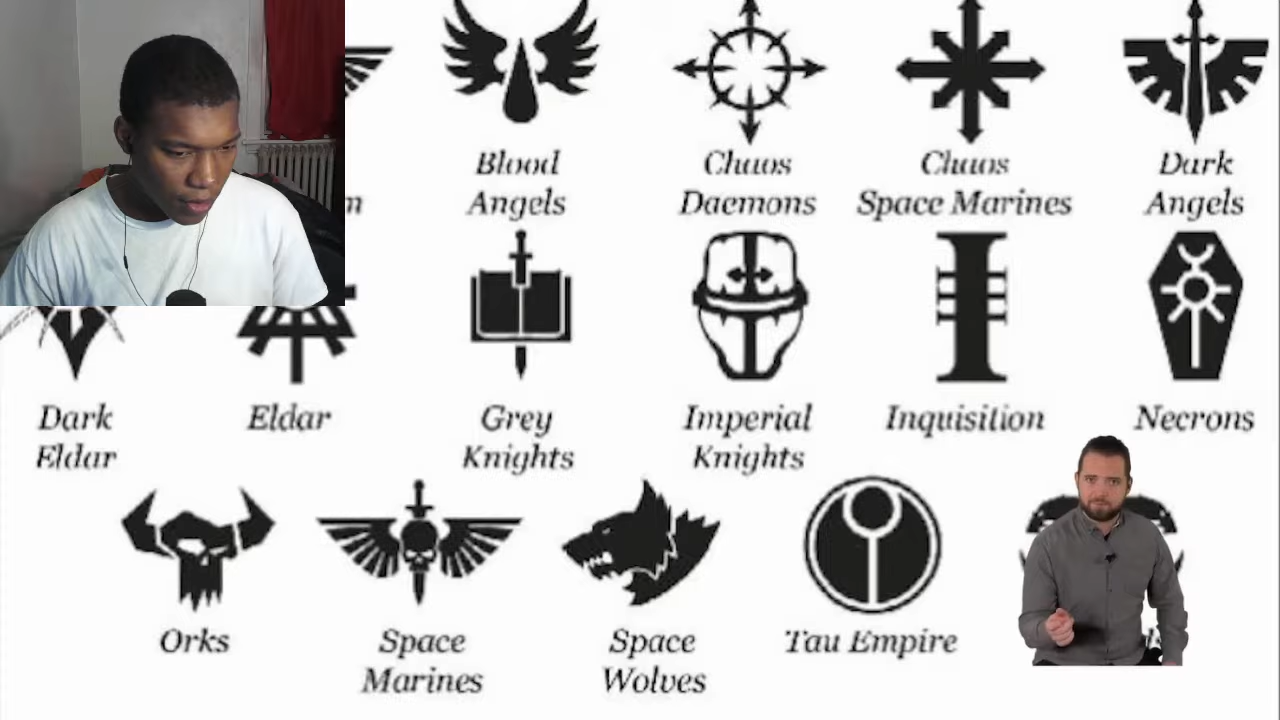 Blood
Angels
Chaos
Daemons
Chaos
Space Marines
Dark
Angels
Dark
Eldar
Eldar
Grey
Knights
Imperial
Knights
Inquisition
Necrons
Orks
Space
Marines
Space
Wolves
Tau Empire